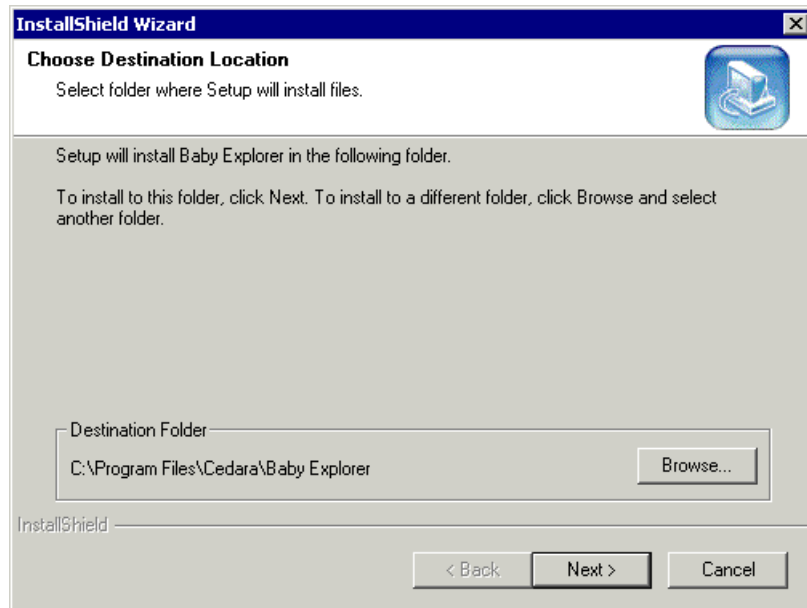 InstallShield Wizard
Choose Destination Location
Select folder where Setup will install files.
Setup will install Baby Explorer in the following folder.
To install to this folder, click Next. To install to a different folder, click Browse and select
another folder.
Destination Folder
C:\Program Files\Cedara\Baby Explorer
Browse...
InstallShield
< Back
Next >
Cancel